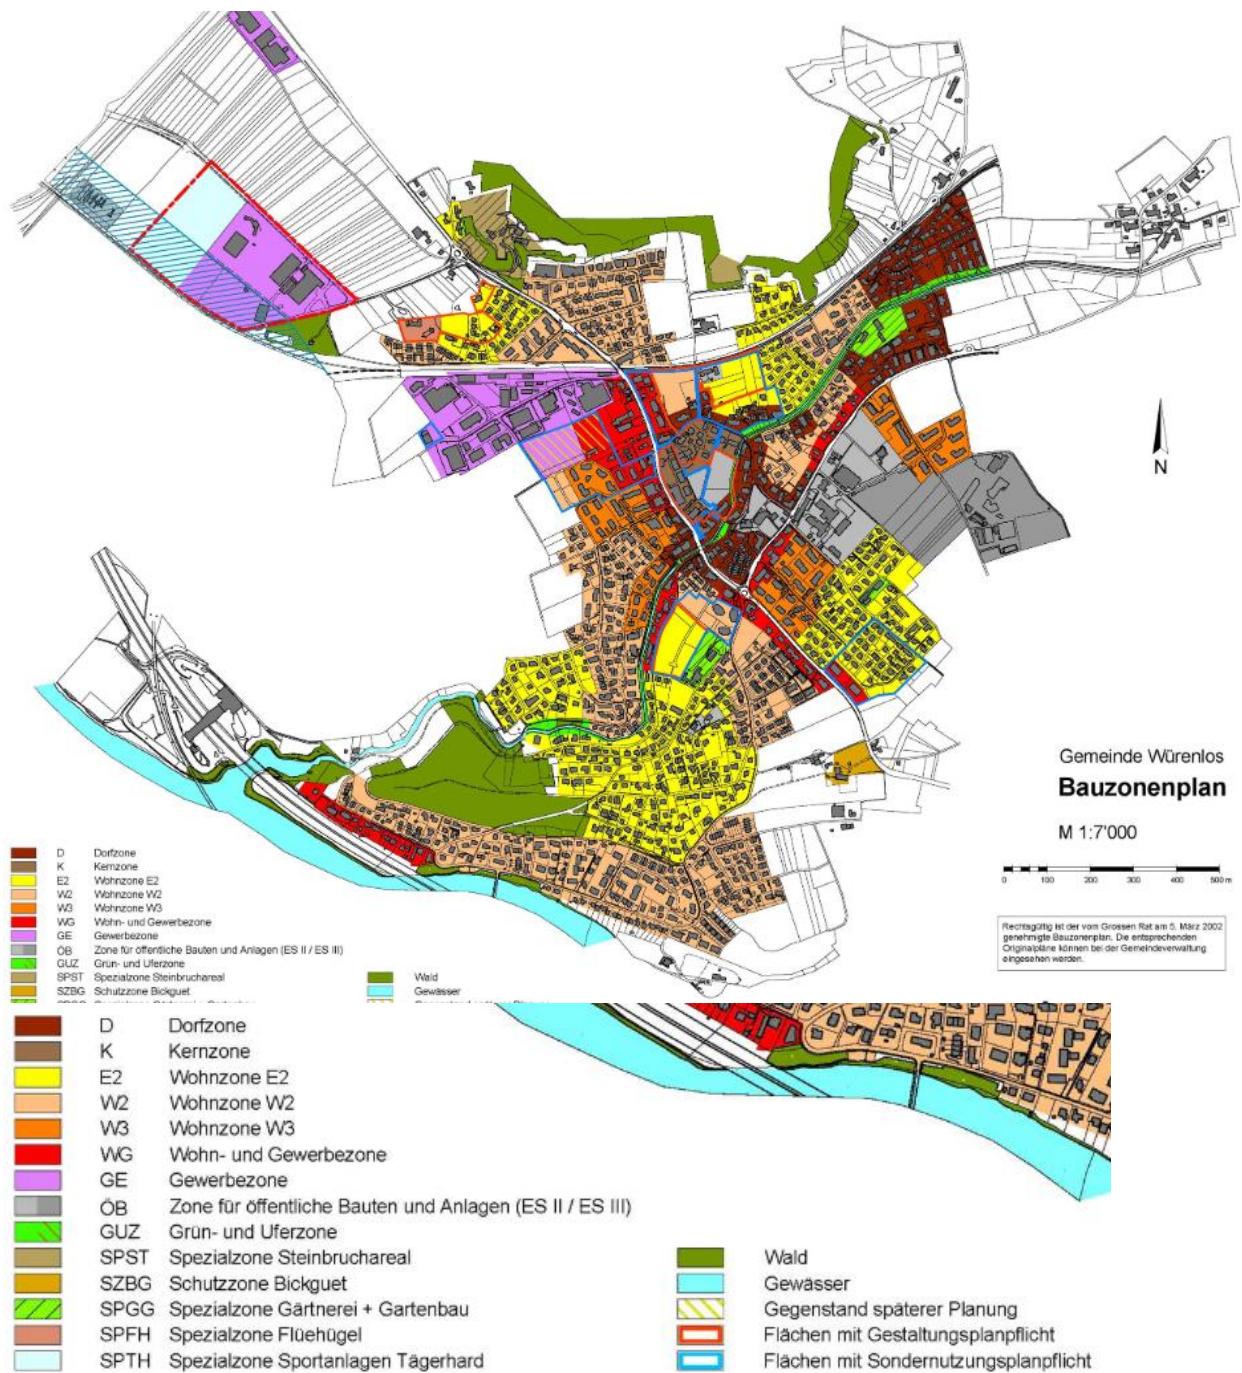 N
Gemeinde Würenlos
Bauzonenplan
M 1:7'000
0 100 200 300 400 500 m
Rechtsgültig ist der vom Grossen Rat am 5. März 2002
genehmigte Bauzonenplan. Die entsprechenden
Originalpläne können bei der Gemeindeverwaltung
eingesehen werden.
D Dorfzone
K Kernzone
E2 Wohnzone E2
W2 Wohnzone W2
W3 Wohnzone W3
WG Wohn- und Gewerbezone
GE Gewerbezone
ÖB Zone für öffentliche Bauten und Anlagen (ES II / ES III)
GUZ Grün- und Uferzone
SPST Spezialzone Steinbruchareal Wald
SZBG Schutzzone Bickguet Gewässer
D Dorfzone
K Kernzone
E2 Wohnzone E2
W2 Wohnzone W2
W3 Wohnzone W3
WG Wohn- und Gewerbezone
GE Gewerbezone
ÖB Zone für öffentliche Bauten und Anlagen (ES II / ES III)
GUZ Grün- und Uferzone
SPST Spezialzone Steinbruchareal Wald
SZBG Schutzzone Bickguet Gewässer
SPGG Spezialzone Gärtnerei + Gartenbau Gegenstand späterer Planung
SPFH Spezialzone Flüehügel Flächen mit Gestaltungsplanpflicht
SPTH Spezialzone Sportanlagen Tägerhard Flächen mit Sondernutzungsplanpflicht